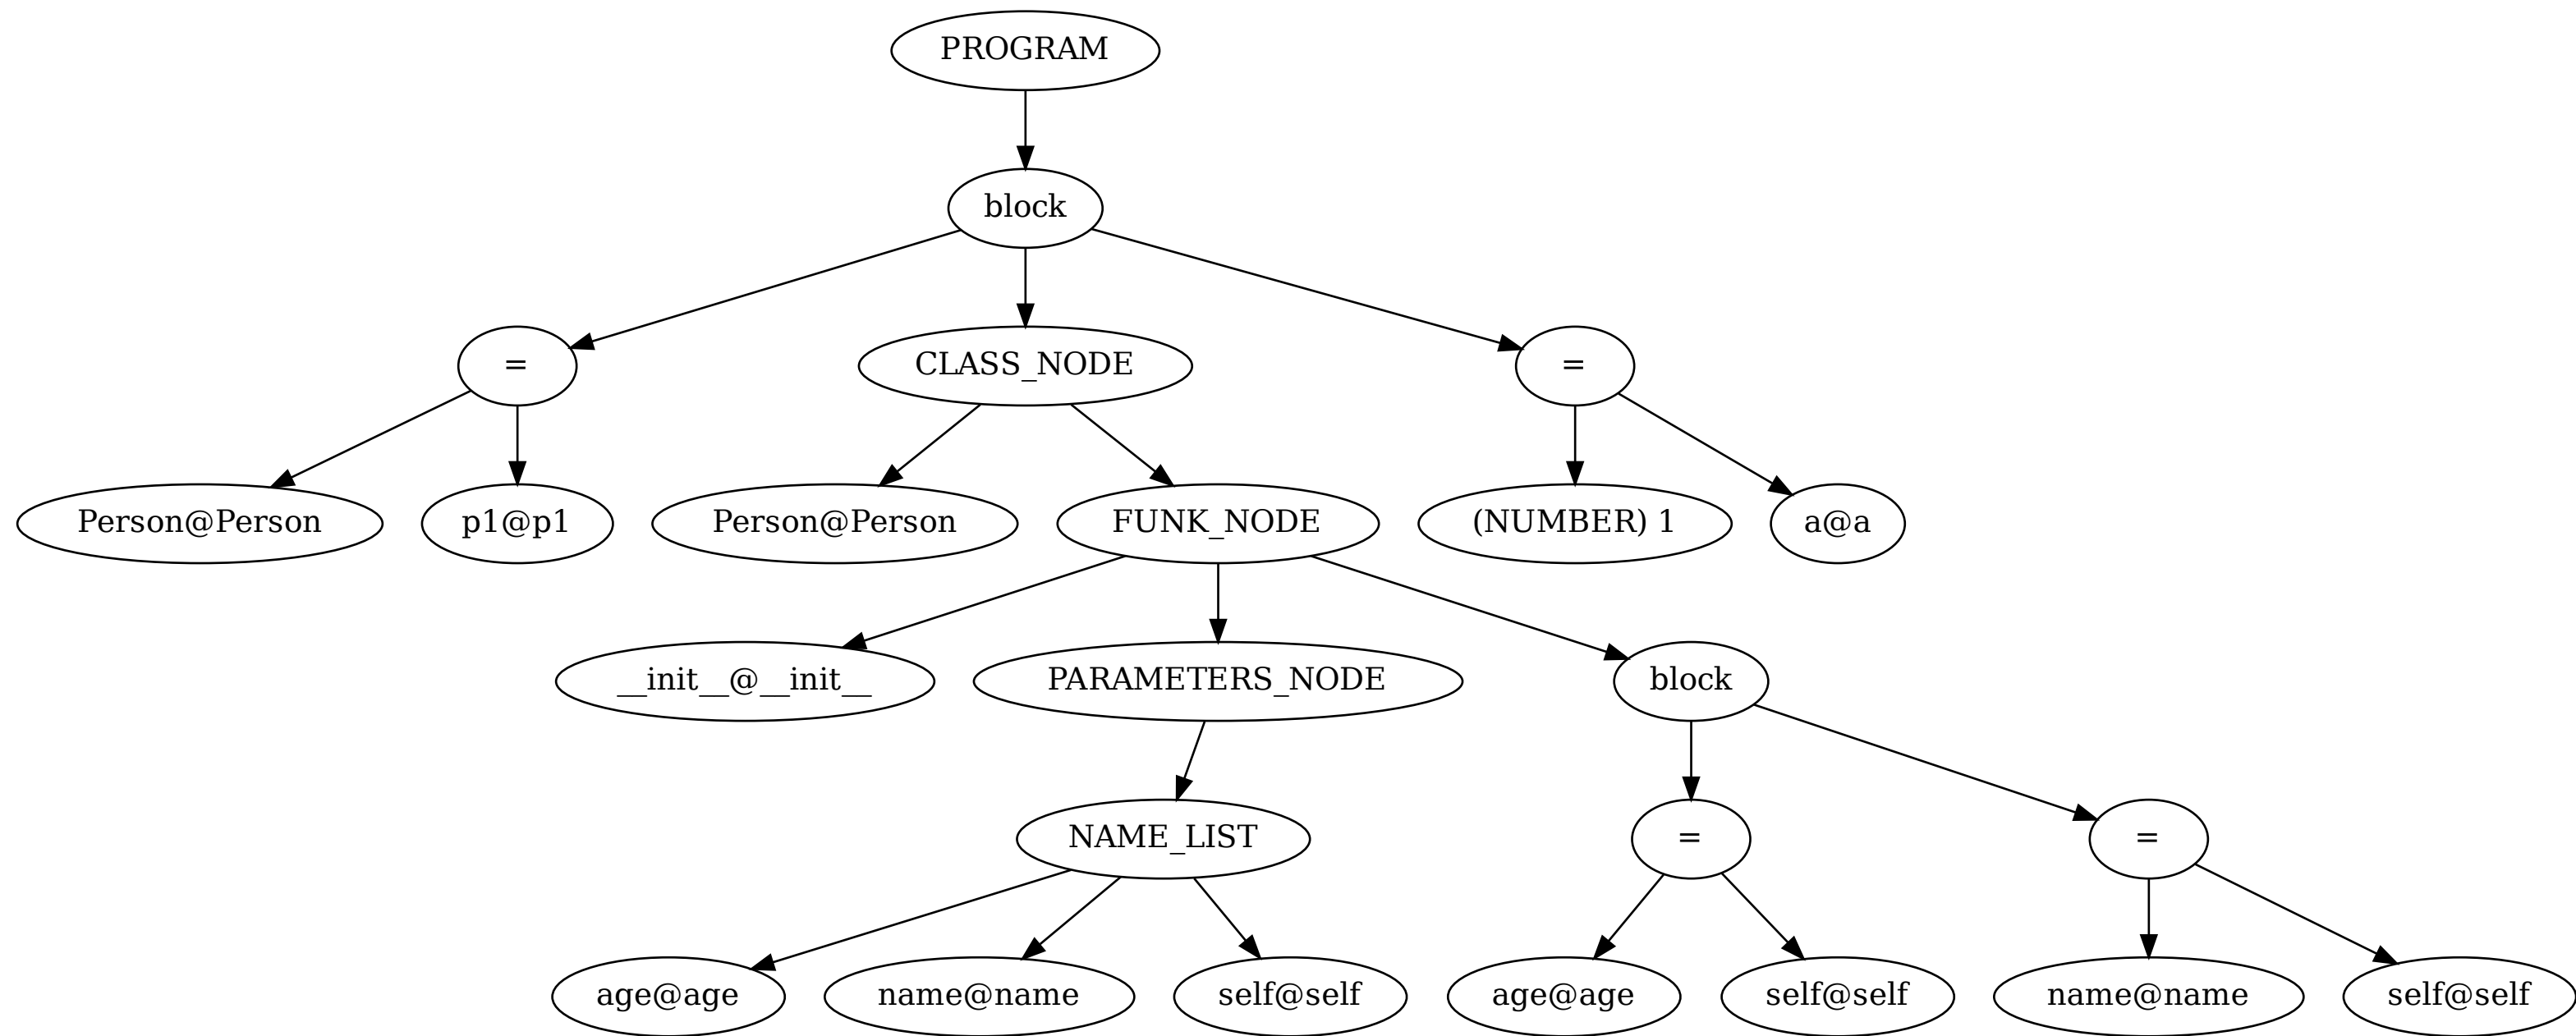 PROGRAM
block
=
CLASS_NODE
=
Person@Person
p1@p1
Person@Person
FUNK_NODE
(NUMBER) 1
a@a
__init__@__init__
PARAMETERS_NODE
block
NAME_LIST
=
=
age@age
name@name
self@self
age@age
self@self
name@name
self@self